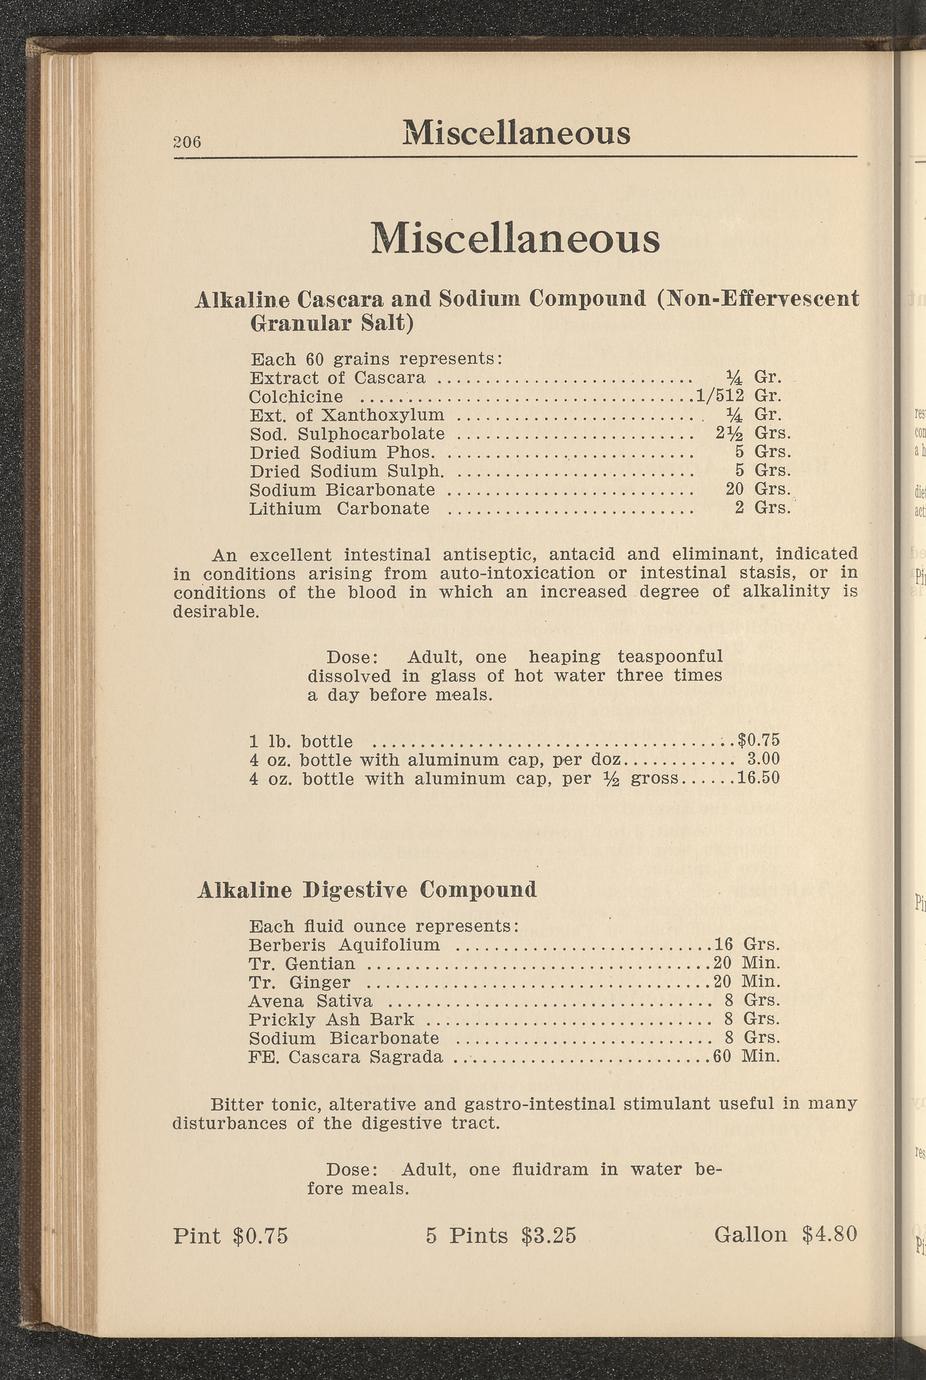 206
Miscellaneous
Miscellaneous
Alkaline Cascara and Sodium Compound (Non-Effervescent
Granular Salt)
Each 60 grains represents:
Extract of Cascara ........................... ¼ Gr.
Colchicine ...................................1/512 Gr.
Ext. of Xanthoxylum ......................... ¼ Gr.
Sod. Sulphocarbolate ......................... 2½ Grs.
Dried Sodium Phos. .......................... 5 Grs.
Dried Sodium Sulph. ......................... 5 Grs.
Sodium Bicarbonate .......................... 20 Grs.
Lithium Carbonate .......................... 2 Grs.
An excellent intestinal antiseptic, antacid and eliminant, indicated
in conditions arising from auto-intoxication or intestinal stasis, or in
conditions of the blood in which an increased degree of alkalinity is
desirable.
Dose: Adult, one heaping teaspoonful
dissolved in glass of hot water three times
a day before meals.
1 lb. bottle ......................................$0.75
4 oz. bottle with aluminum cap, per doz............ 3.00
4 oz. bottle with aluminum cap, per ½ gross......16.50
Alkaline Digestive Compound
Each fluid ounce represents:
Berberis Aquifolium ...........................16 Grs.
Tr. Gentian ....................................20 Min.
Tr. Ginger ....................................20 Min.
Avena Sativa .................................. 8 Grs.
Prickly Ash Bark .............................. 8 Grs.
Sodium Bicarbonate ........................... 8 Grs.
FE. Cascara Sagrada ...........................60 Min.
Bitter tonic, alterative and gastro-intestinal stimulant useful in many
disturbances of the digestive tract.
Dose: Adult, one fluidram in water be-
fore meals.
Pint $0.75 5 Pints $3.25 Gallon $4.80